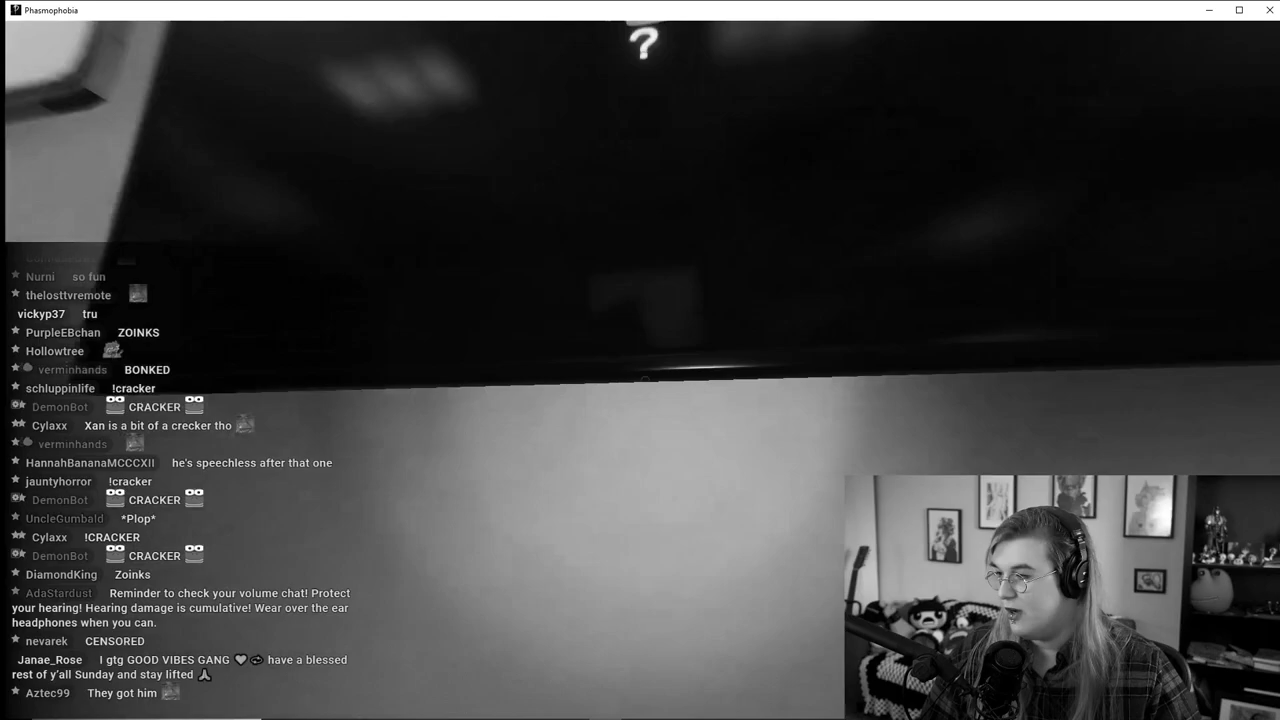 Phasmophobia
?
Nurni so fun
thelosttvremote
vickyp37 tru
PurpleEBchan ZOINKS
Hollowtree
verminhands BONKED
schluppinlife !cracker
DemonBot CRACKER
Cylaxx Xan is a bit of a crecker tho
verminhands
HannahBananaMCCCXII he's speechless after that one
jauntyhorror !cracker
DemonBot CRACKER
UncleGumbald *Plop*
Cylaxx !CRACKER
DemonBot CRACKER
DiamondKing Zoinks
AdaStardust Reminder to check your volume chat! Protect
your hearing! Hearing damage is cumulative! Wear over the ear
headphones when you can.
nevarek CENSORED
Janae_Rose I gtg GOOD VIBES GANG have a blessed
rest of y'all Sunday and stay lifted
Aztec99 They got him